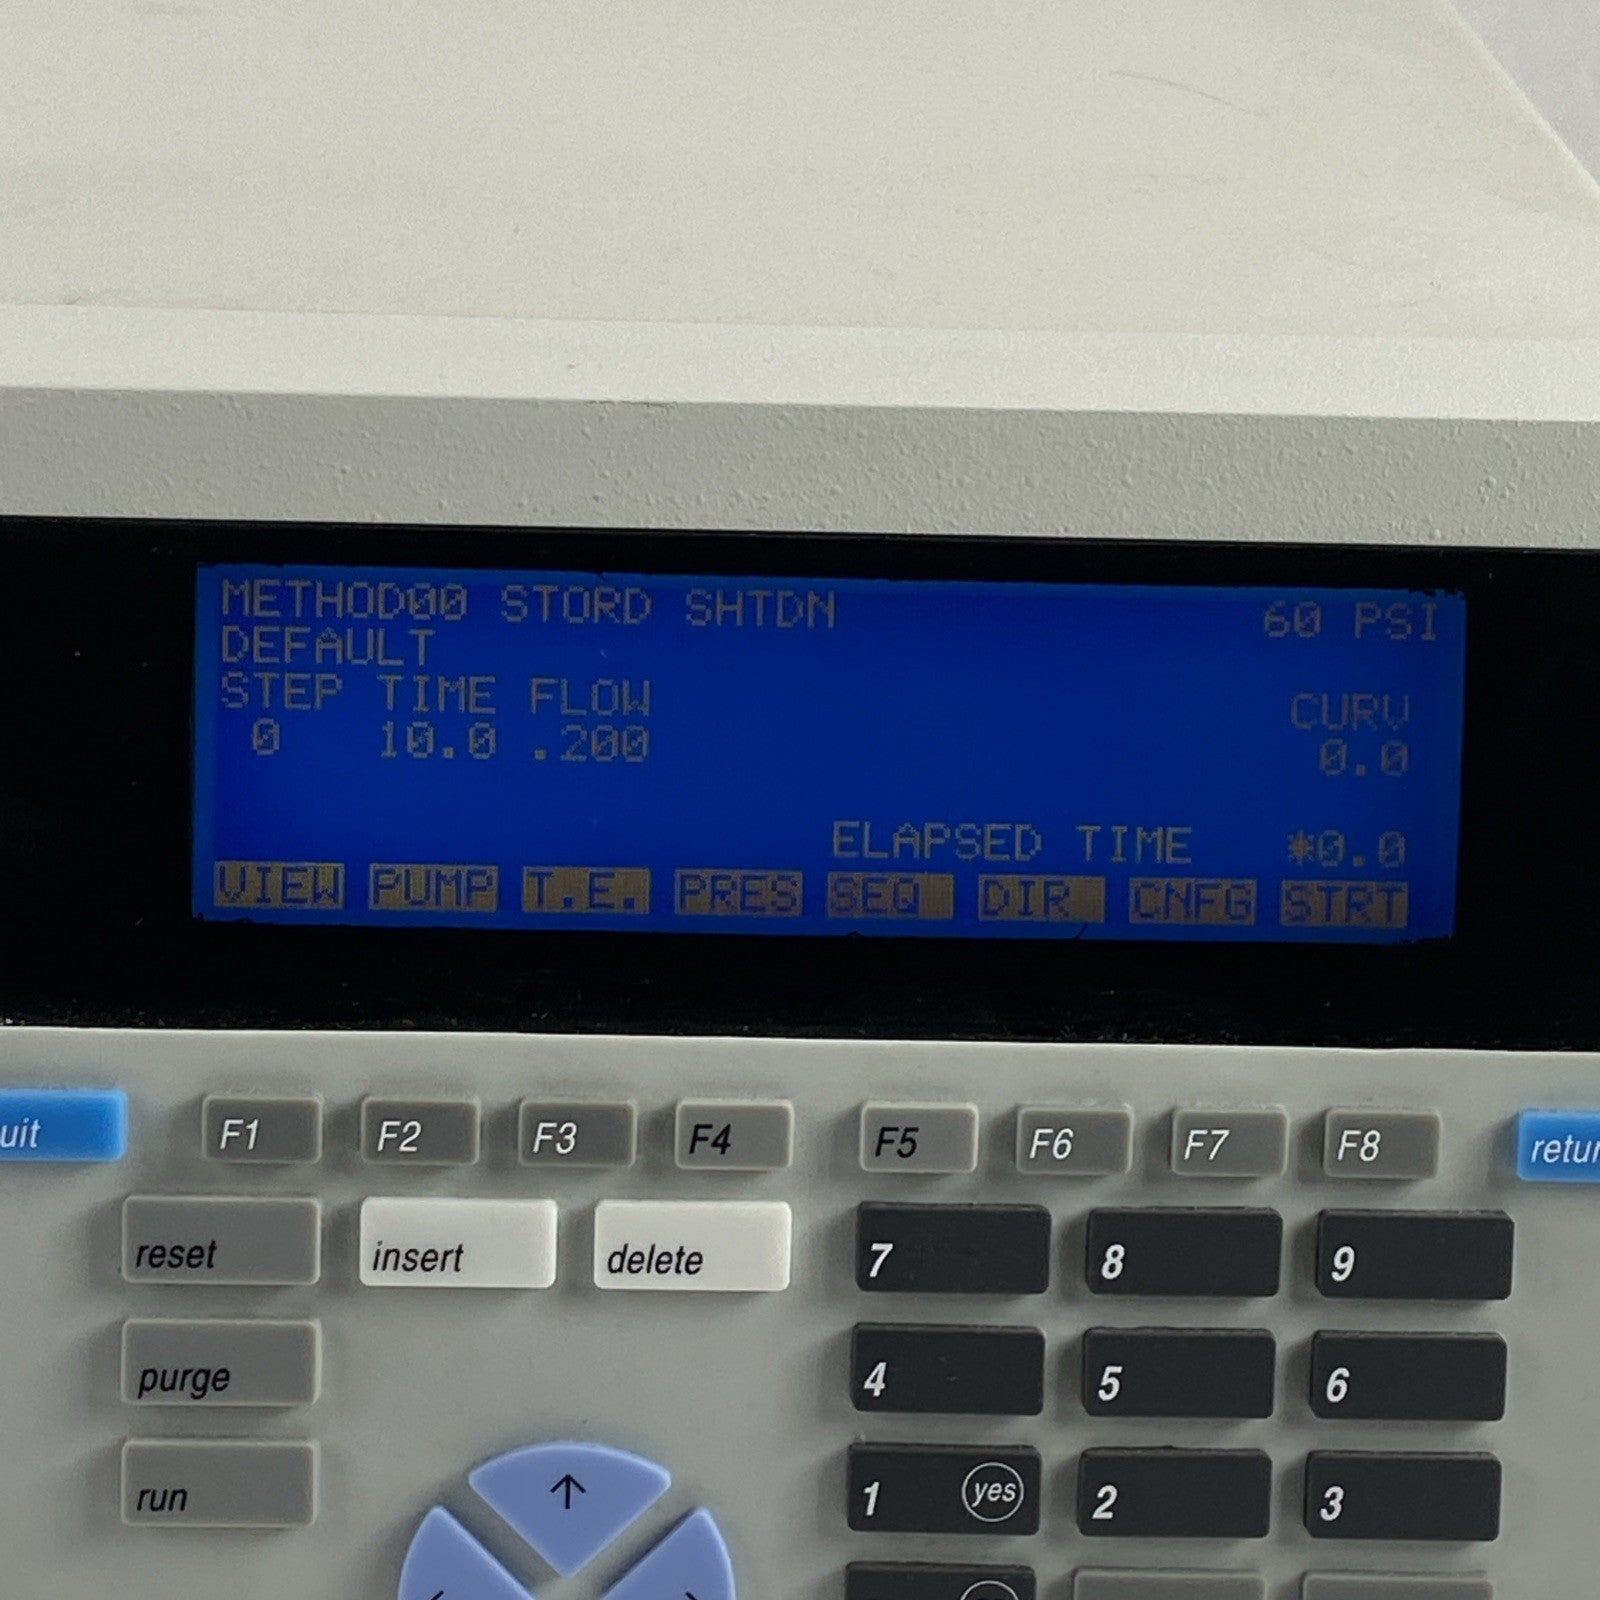 METHOD00 STORD SHTDN 60 PSI
DEFAULT
STEP TIME FLOW CURV
0 10.0 .200 0.0
ELAPSED TIME *0.0
VIEW PUMP T.E. PRES SEQ DIR CNFG STRT
uit F1 F2 F3 F4 F5 F6 F7 F8 retur
reset insert delete 7 8 9
purge 4 5 6
run 1 yes 2 3